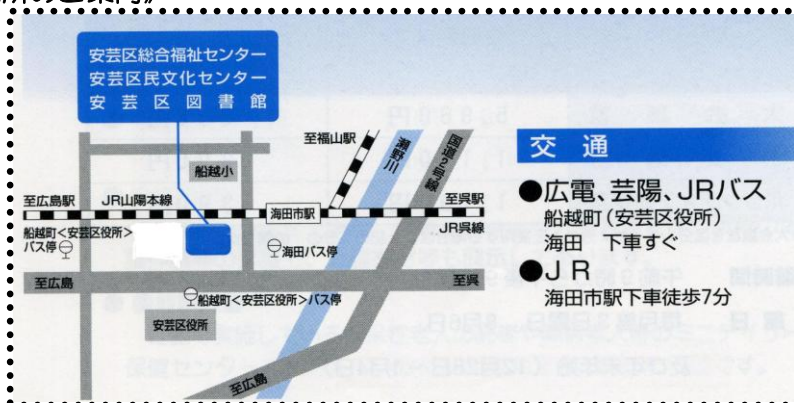 安芸区総合福祉センター
安芸区民文化センター
安芸区図書館
至福山駅
瀬野川
国道2号線
船越小
至広島駅
JR山陽本線
海田市駅
至呉駅
JR呉線
船越町<安芸区役所>
バス停
海田バス停
至広島
至呉
船越町<安芸区役所>バス停
安芸区役所
至広島
交通
●広電、芸陽、JRバス
船越町(安芸区役所)
海田 下車すぐ
●JR
海田市駅下車徒歩7分